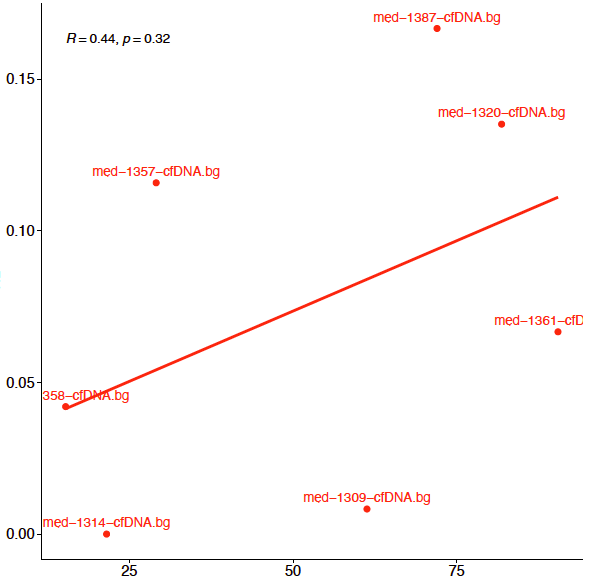 med−1387−cfDNA.bg
R = 0.44, p = 0.32
0.15
med−1320−cfDNA.bg
med−1357−cfDNA.bg
0.10
med−1361−cfD
0.05
358−cfDNA.bg
med−1309−cfDNA.bg
med−1314−cfDNA.bg
0.00
25 50 75